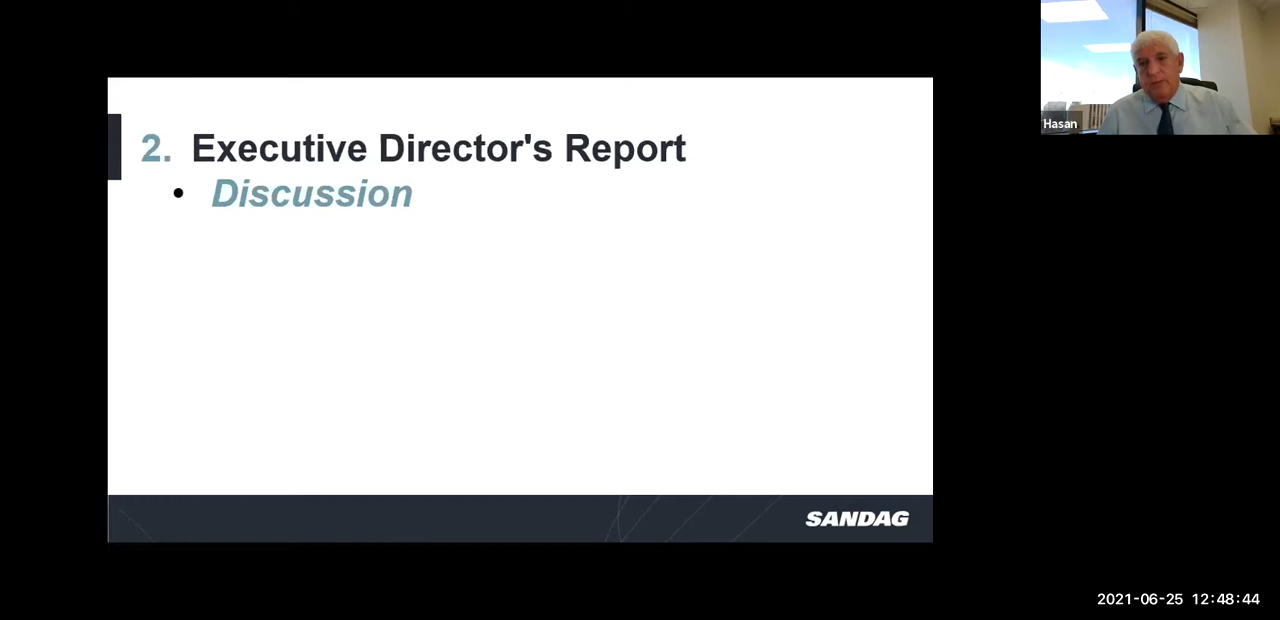 2. Executive Director's Report
• Discussion
SANDAG
Hasan
2021-06-25 12:48:44